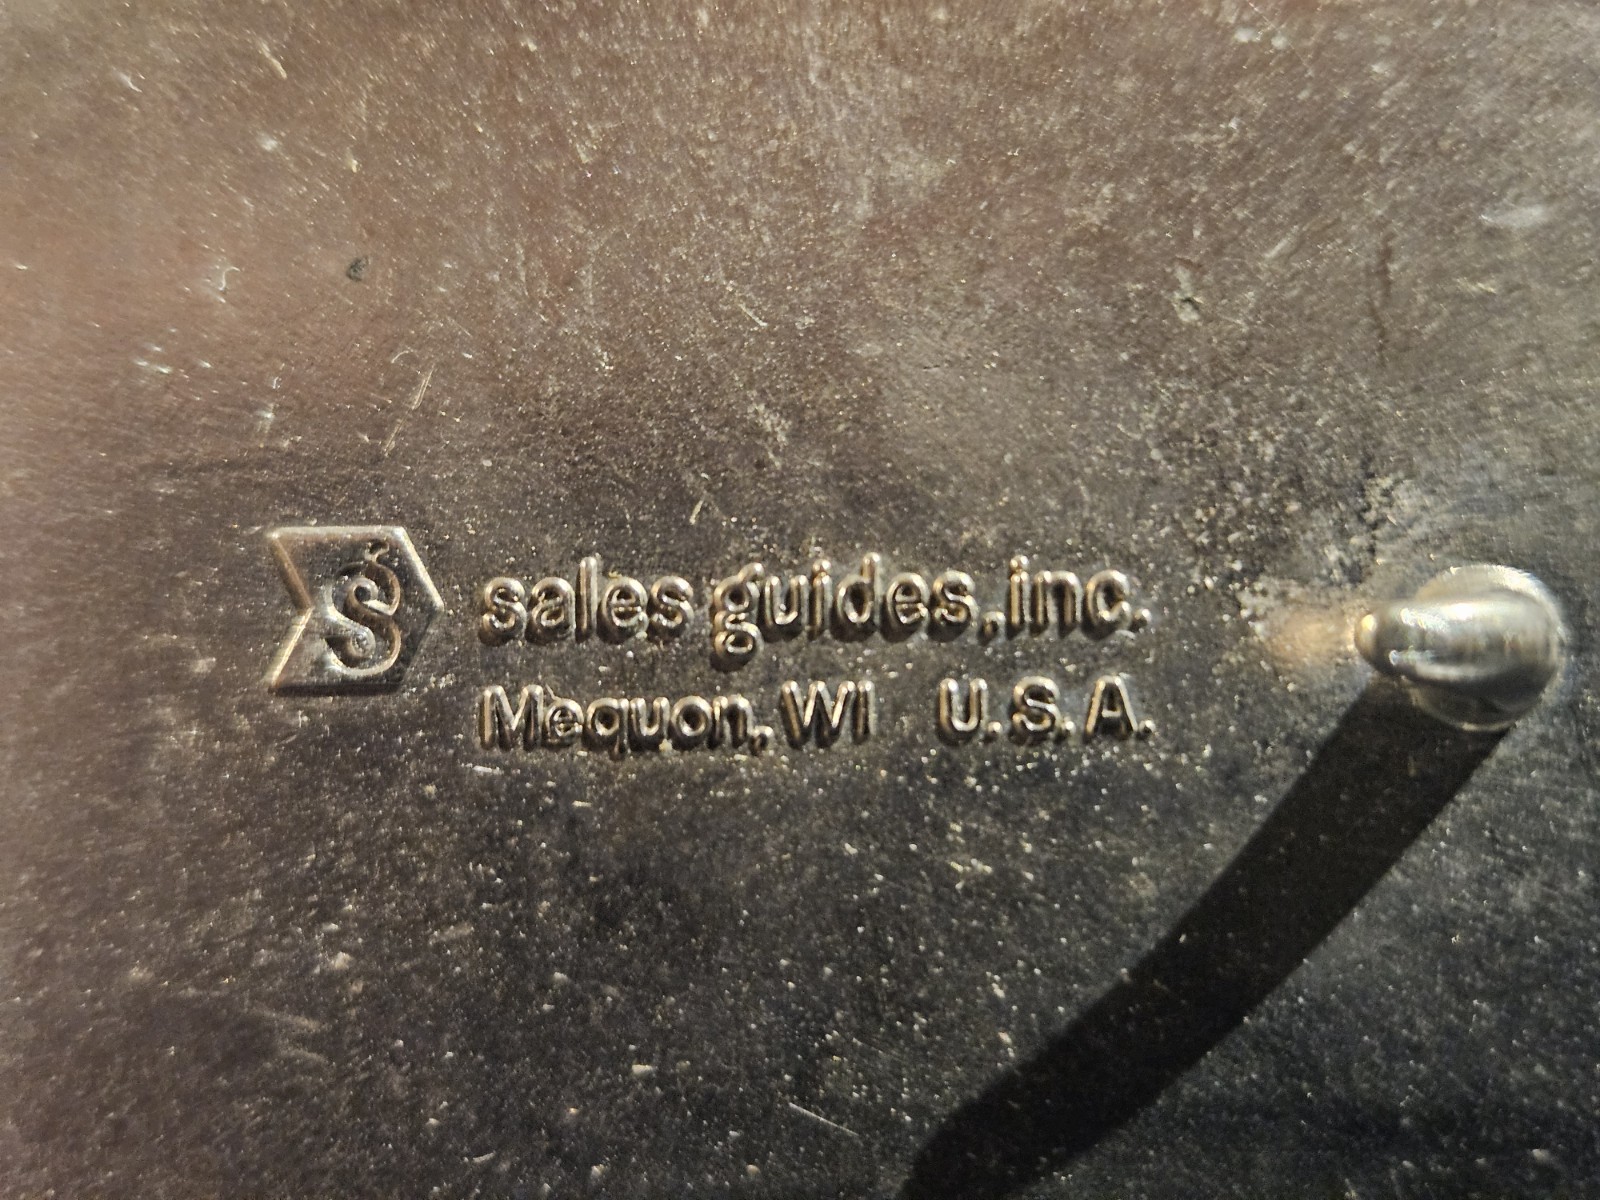 S
sales guides, inc.
Mequon, WI U.S.A.